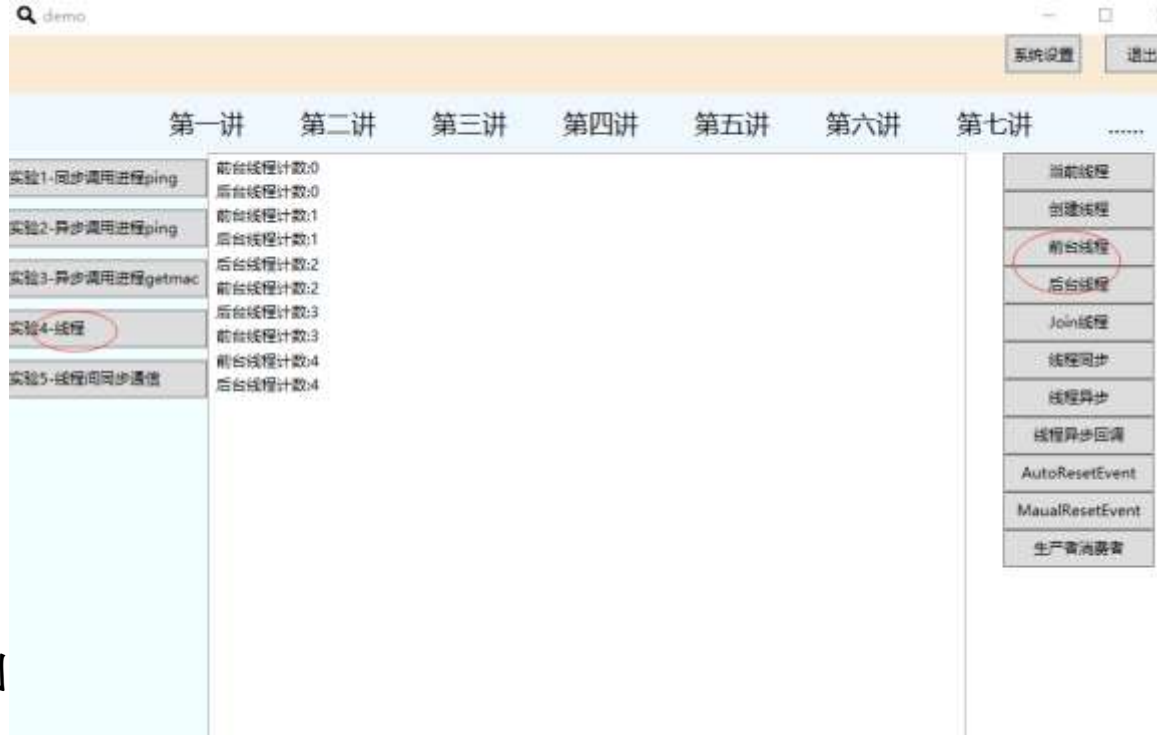 demo
系统设置 退出
第一讲 第二讲 第三讲 第四讲 第五讲 第六讲 第七讲 ......
实验1-同步调用进程ping
实验2-异步调用进程ping
实验3-异步调用进程getmac
实验4-线程
实验5-线程间同步通信
前台线程计数:0
后台线程计数:0
前台线程计数:1
后台线程计数:1
后台线程计数:2
前台线程计数:2
后台线程计数:3
前台线程计数:3
前台线程计数:4
后台线程计数:4
当前线程
创建线程
前台线程
后台线程
Join线程
线程同步
线程异步
线程异步回调
AutoResetEvent
MaualResetEvent
生产者消费者